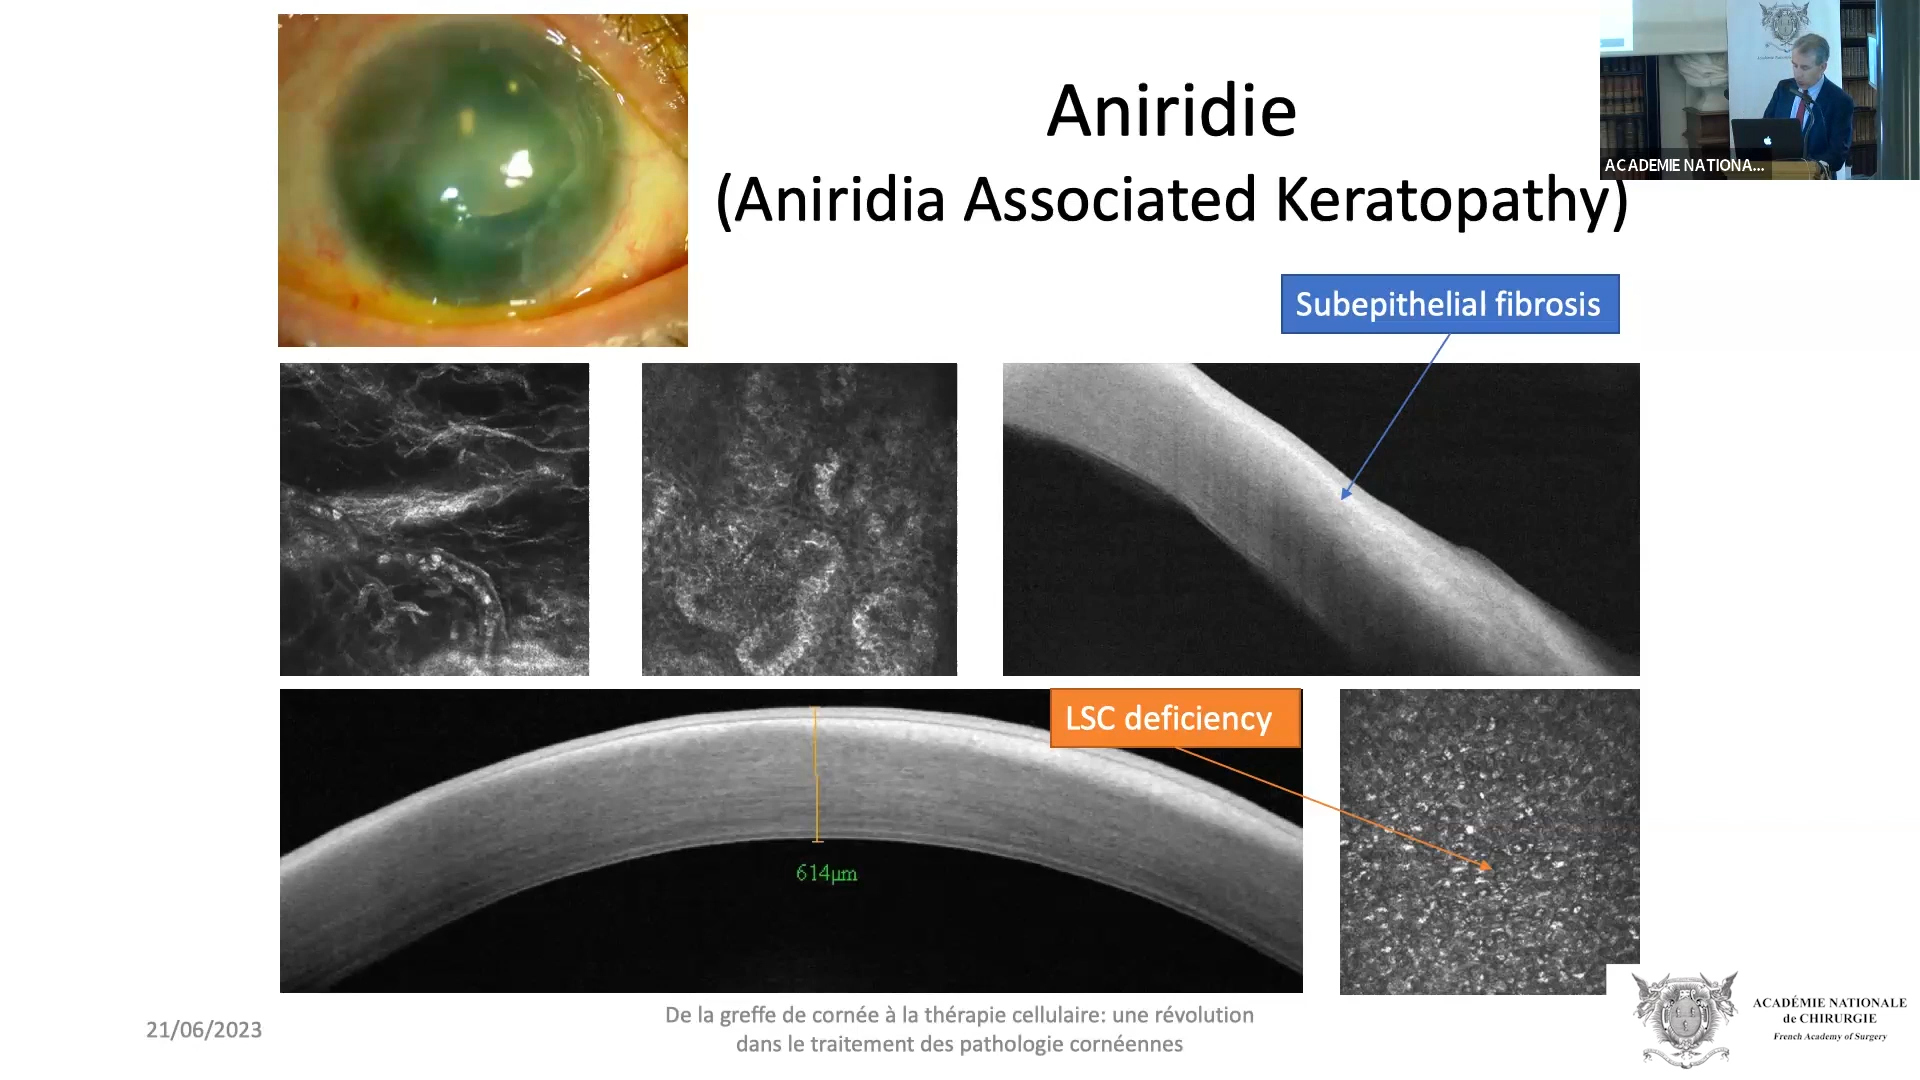 Aniridie
(Aniridia Associated Keratopathy)
ACADEMIE NATIONA...
Subepithelial fibrosis
LSC deficiency
614µm
21/06/2023
De la greffe de cornée à la thérapie cellulaire: une révolution
dans le traitement des pathologie cornéennes
ACADÉMIE NATIONALE
de CHIRURGIE
French Academy of Surgery